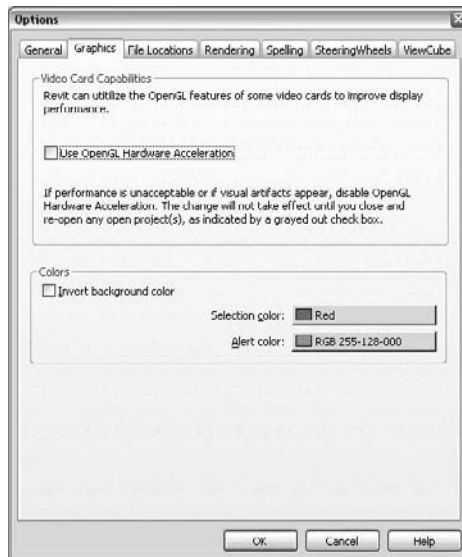 Options
General Graphics File Locations Rendering Spelling SteeringWheels ViewCube
Video Card Capabilities
Revit can utitilize the OpenGL features of some video cards to improve display
performance.
Use OpenGL Hardware Acceleration
If performance is unacceptable or if visual artifacts appear, disable OpenGL
Hardware Acceleration. The change will not take effect until you close and
re-open any open project(s), as indicated by a grayed out check box.
Colors
Invert background color
Selection color: Red
Alert color: RGB 255-128-000
OK Cancel Help